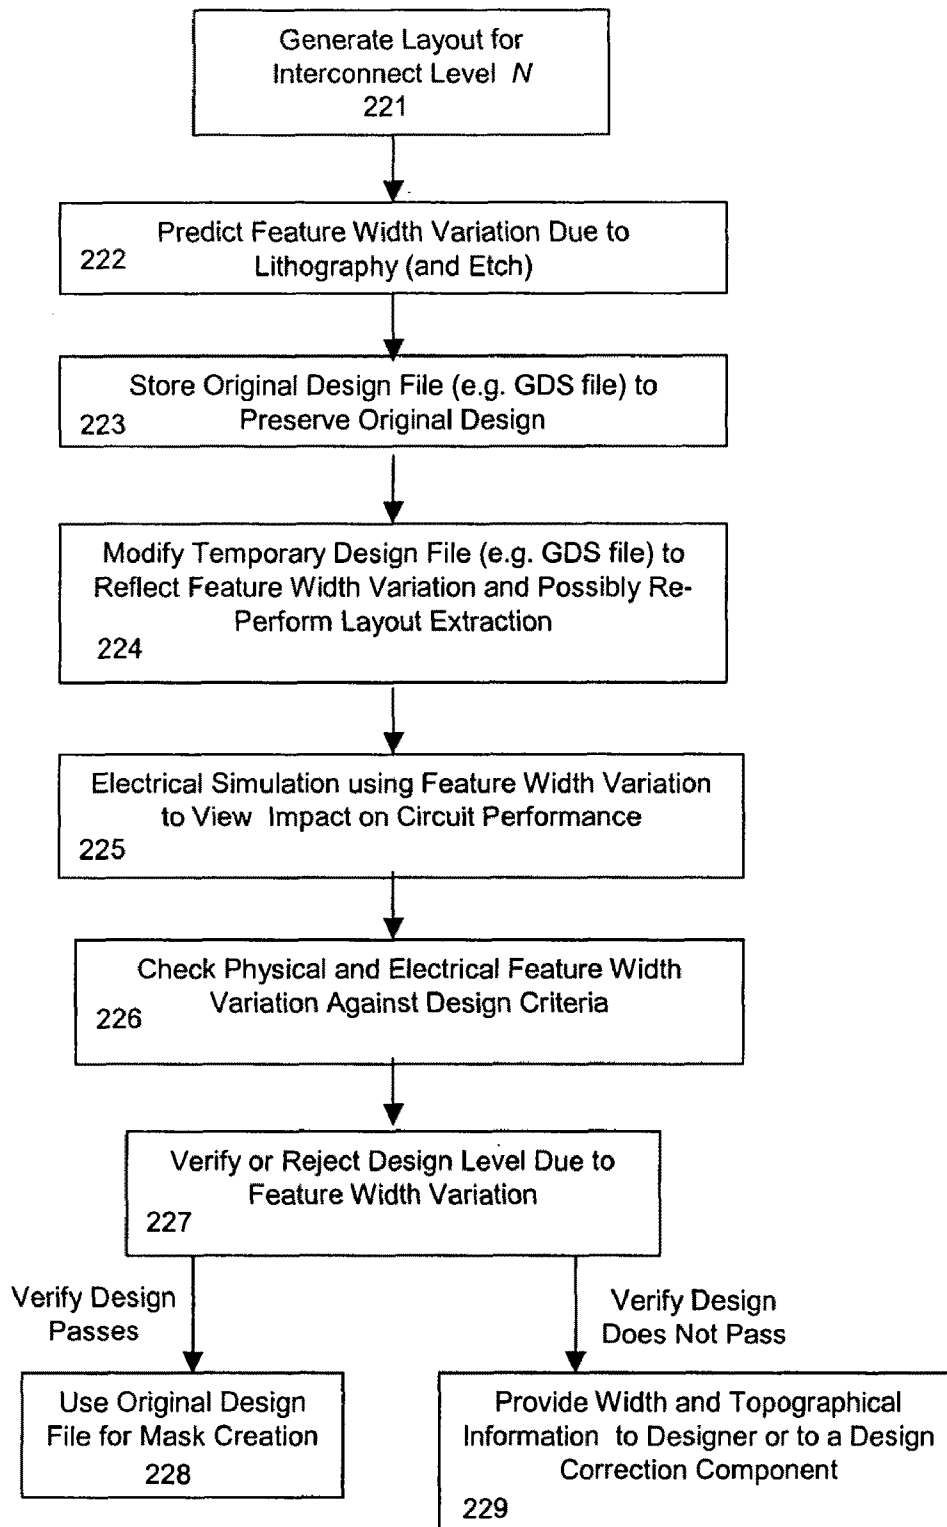 Generate Layout for
Interconnect Level N
221
Predict Feature Width Variation Due to
222
Lithography (and Etch)
Store Original Design File (e.g. GDS file) to
223
Preserve Original Design
Modify Temporary Design File (e.g. GDS file) to
Reflect Feature Width Variation and Possibly Re-
Perform Layout Extraction
224
Electrical Simulation using Feature Width Variation
to View Impact on Circuit Performance
225
Check Physical and Electrical Feature Width
Variation Against Design Criteria
226
Verify or Reject Design Level Due to
Feature Width Variation
227
Verify Design
Passes
Verify Design
Does Not Pass
Use Original Design
File for Mask Creation
228
Provide Width and Topographical
Information to Designer or to a Design
Correction Component
229